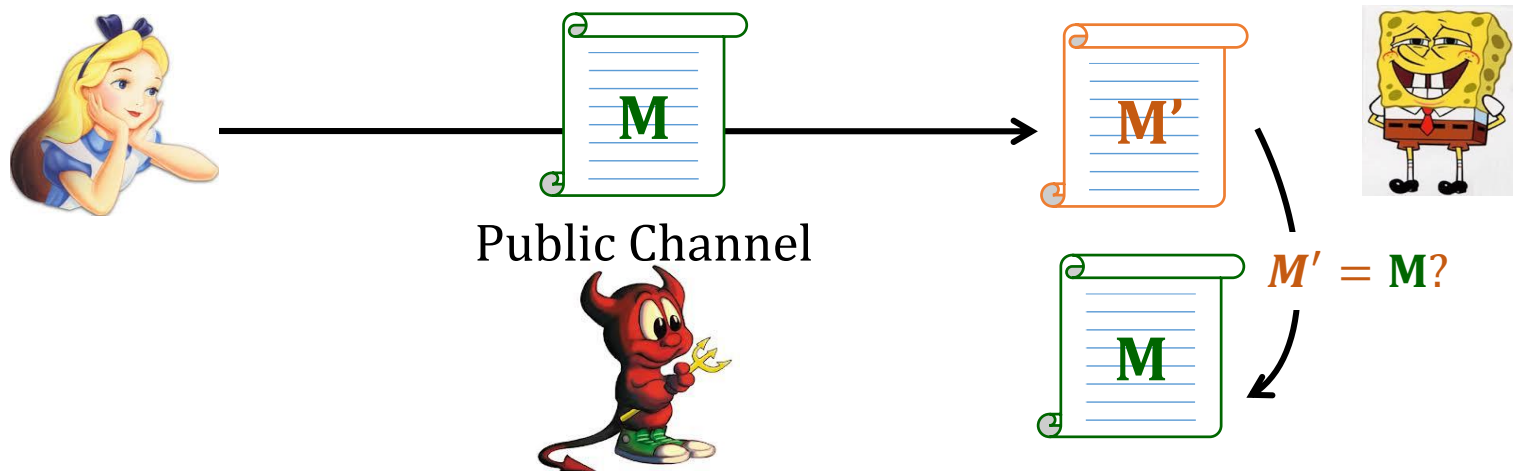 M
M’
Public Channel
M′ = M?
M